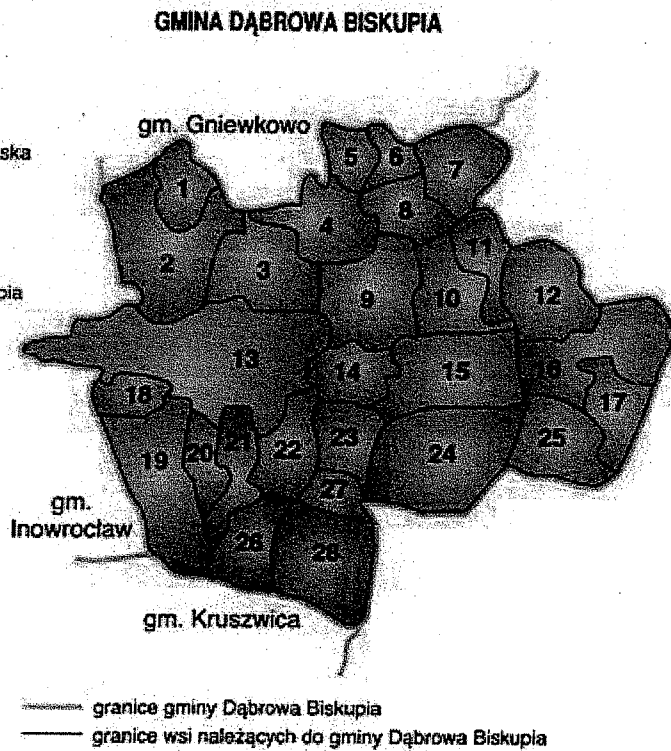 GMINA DĄBROWA BISKUPIA
gm. Gniewkowo
ska
5 6 7
1
8
4
11
2 3
12
9 10
pia
13
14 15 16
18 17
19 20 21 22 23 24 25
27
gm.
Inowrocław
26 28
gm. Kruszwica
granice gminy Dąbrowa Biskupia
granice wsi należących do gminy Dąbrowa Biskupia